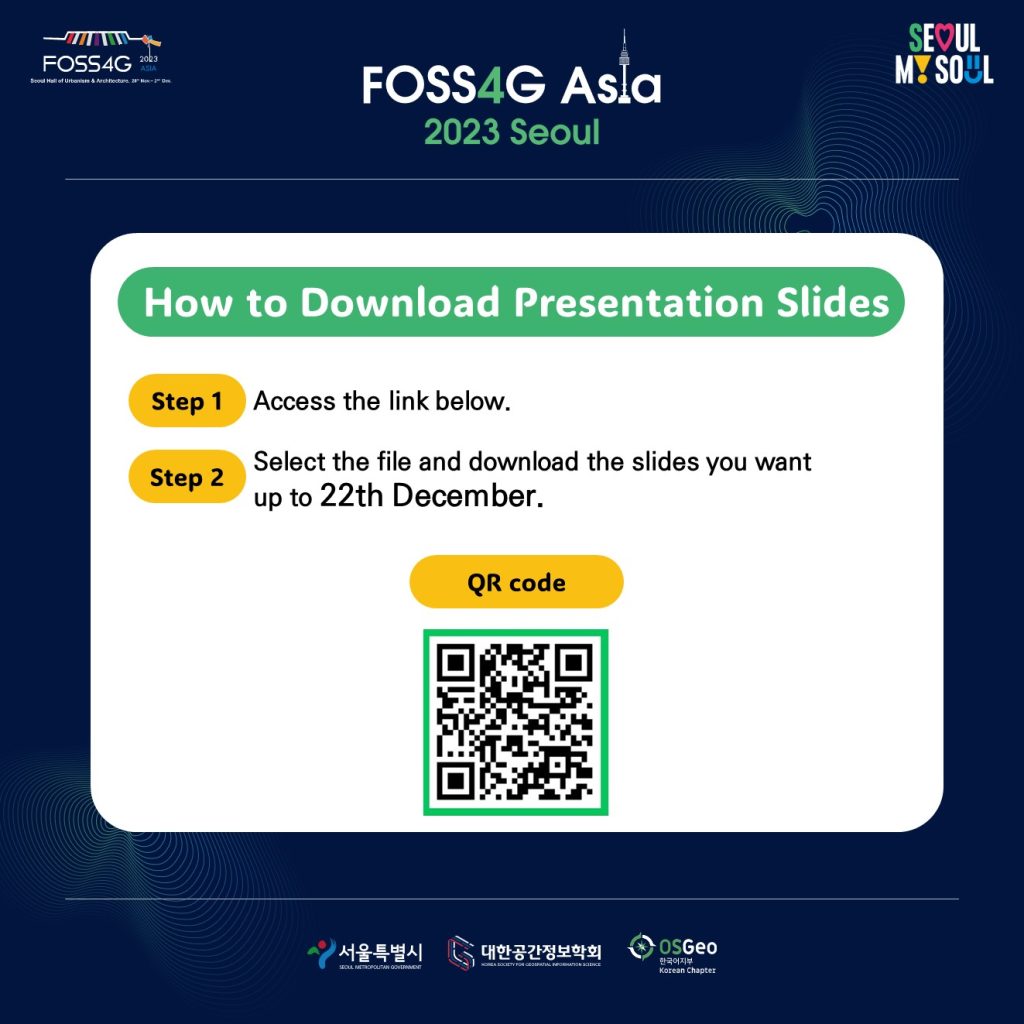 FOSS4G 2023 ASIA
Seoul Hall of Urbanism & Architecture, 28th Nov.– 2nd Dec.
FOSS4G Asia
2023 Seoul
SEOUL
MY SOUL
How to Download Presentation Slides
Step 1 Access the link below.
Step 2 Select the file and download the slides you want
up to 22th December.
QR code
서울특별시
SEOUL METROPOLITAN GOVERNMENT
대한공간정보학회
KOREA SOCIETY FOR GEOSPATIAL INFORMATION SCIENCE
OSGeo
한국어지부
Korean Chapter